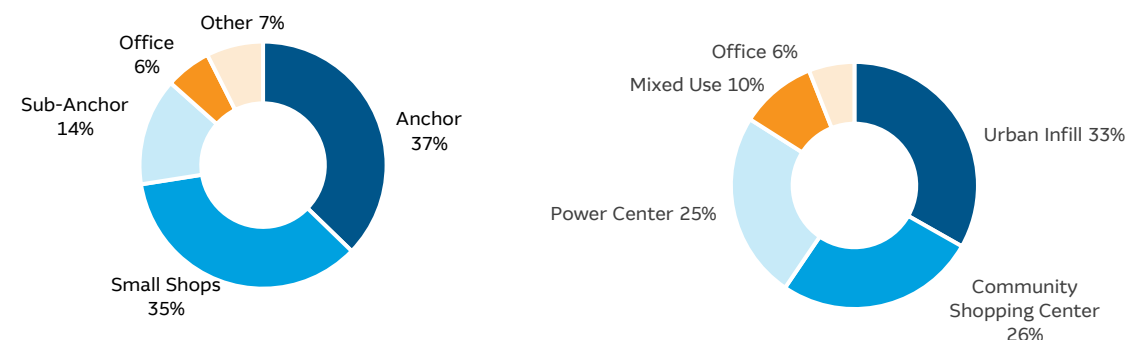 Other 7%
Office
6%
Sub-Anchor
14%
Anchor
37%
Small Shops
35%
Office 6%
Mixed Use 10%
Urban Infill 33%
Power Center 25%
Community
Shopping Center
26%